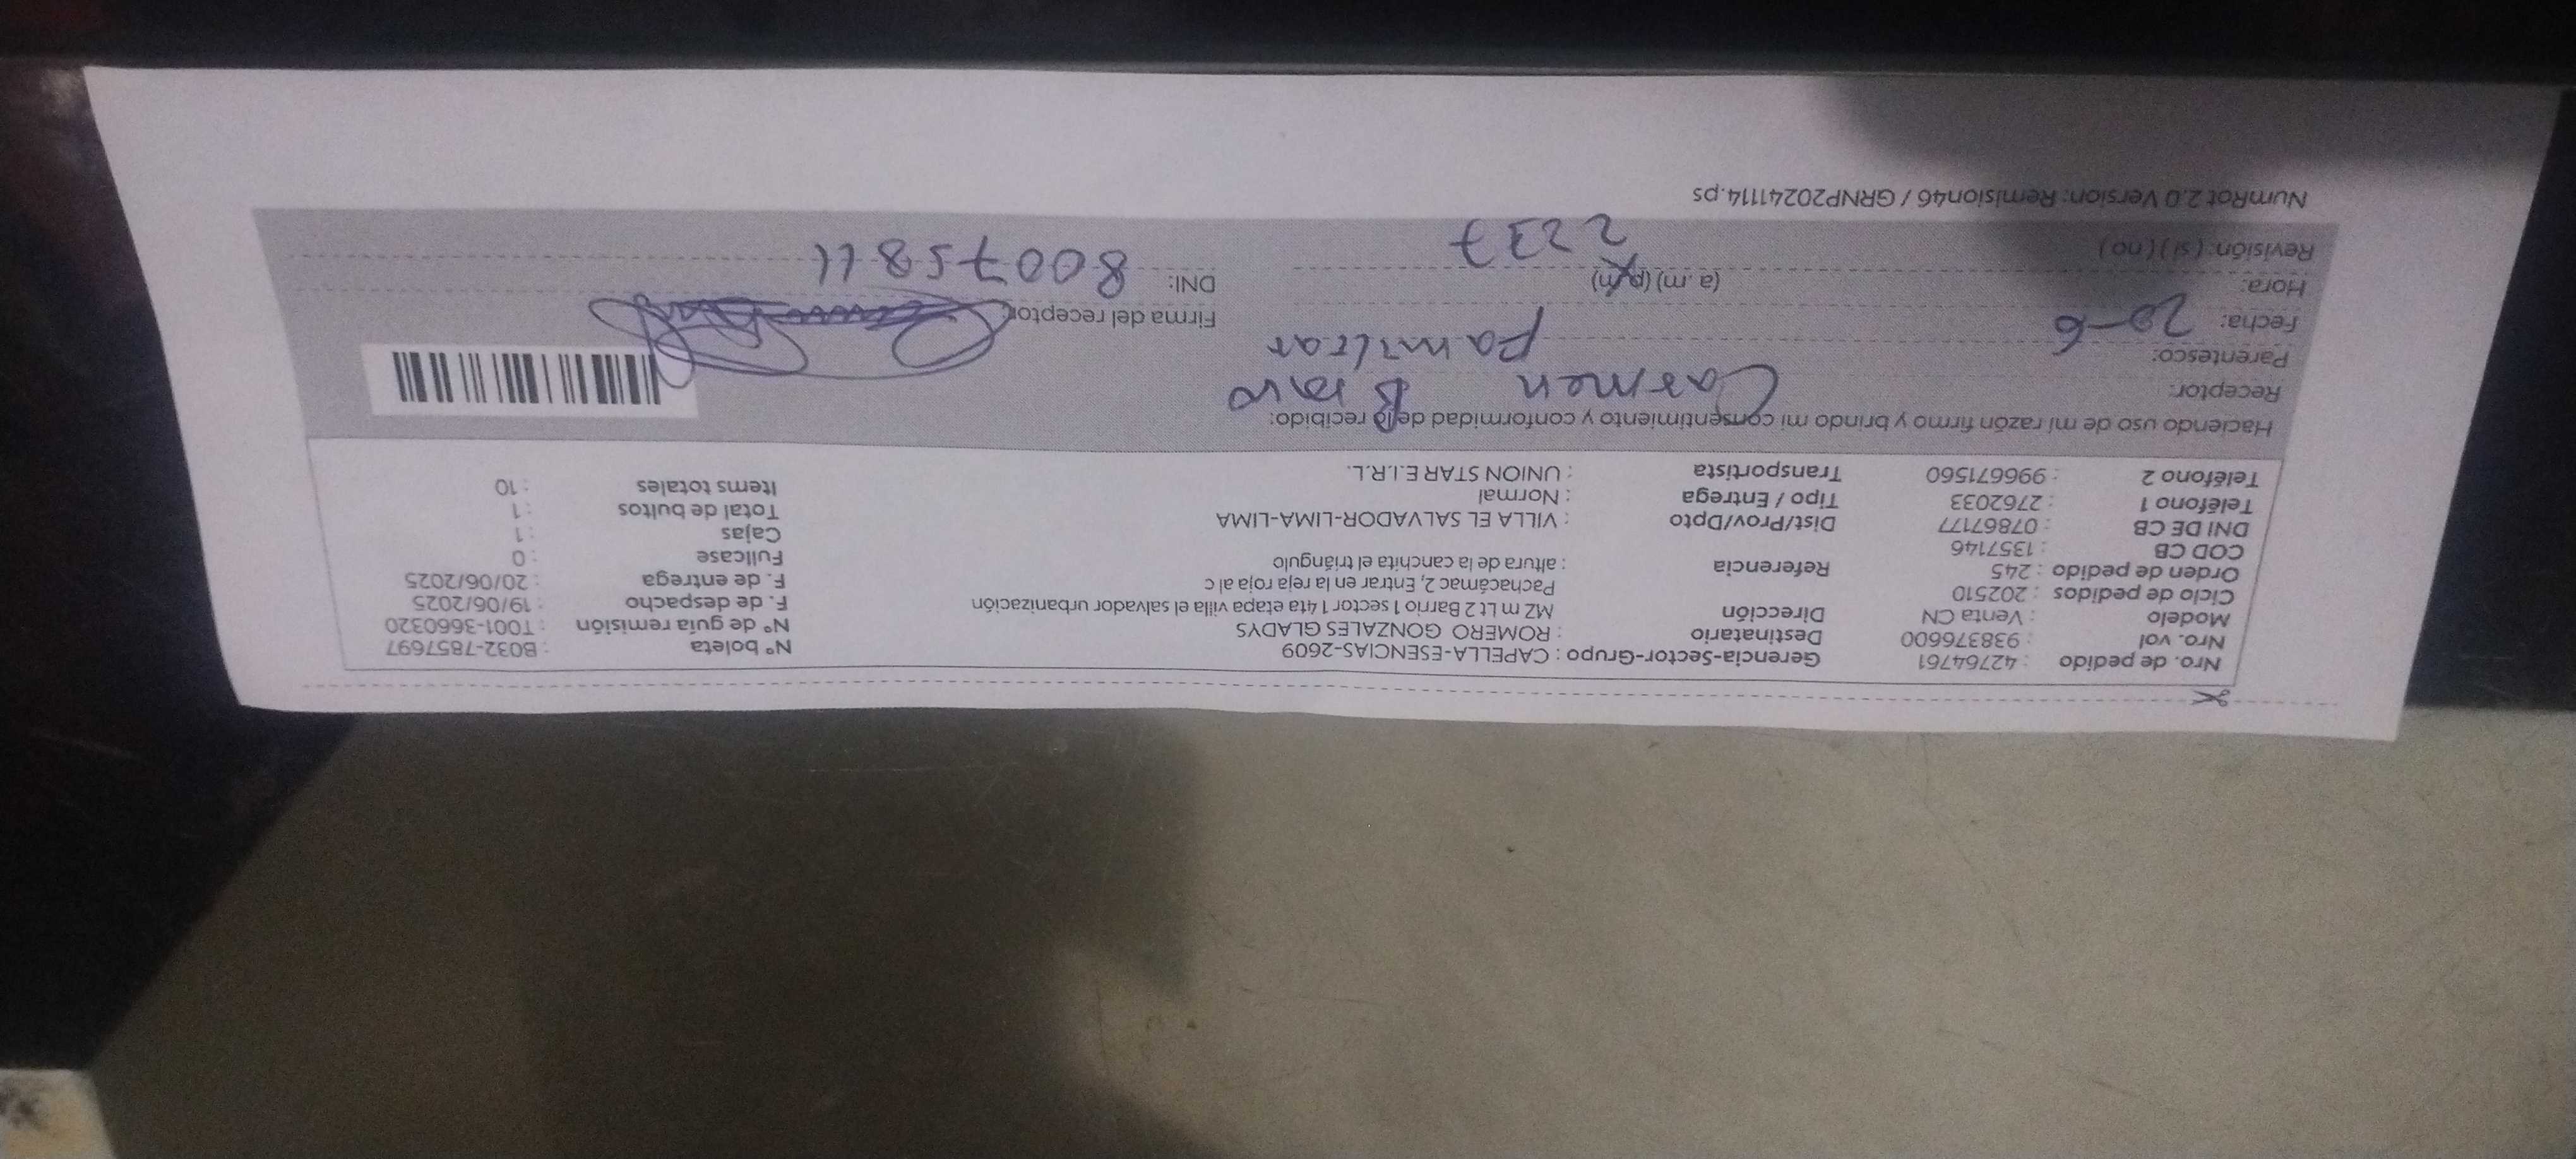 Nro. de pedido : 42764761 Gerencia-Sector-Grupo : CAPELLA-ESENCIAS-2609 N° boleta : B032-7857697
Nro. vol : 938376600 Destinatario : ROMERO GONZALES GLADYS N° de guía remisión : T001-3660320
Modelo : Venta CN Dirección MZ m Lt 2 Barrio 1 sector 1 4ta etapa villa el salvador urbanización F. de despacho : 19/06/2025
Ciclo de pedidos : 202510 Pachacámac 2, Entrar en la reja roja al c F. de entrega : 20/06/2025
Orden de pedido : 245 Referencia : altura de la canchita el triángulo Fullcase : 0
COD CB : 1357146 Cajas : 1
DNI DE CB : 07867177 Dist/Prov/Dpto : VILLA EL SALVADOR-LIMA-LIMA Total de bultos : 1
Teléfono 1 : 2762033 Tipo / Entrega : Normal Items totales : 10
Teléfono 2 : 996671560 Transportista : UNION STAR E.I.R.L.
Haciendo uso de mi razón firmo y brindo mi consentimiento y conformidad de lo recibido:
Receptor: Carmen Bravo
Parentesco: familiar
Fecha: 20-6 Firma del receptor:
Hora: (a.m) (p.m) 2237 DNI: 80075811
Revisión: ( si ) ( no )
NumRot 2.0 Version: Remision46 / GRNP20241114.ps